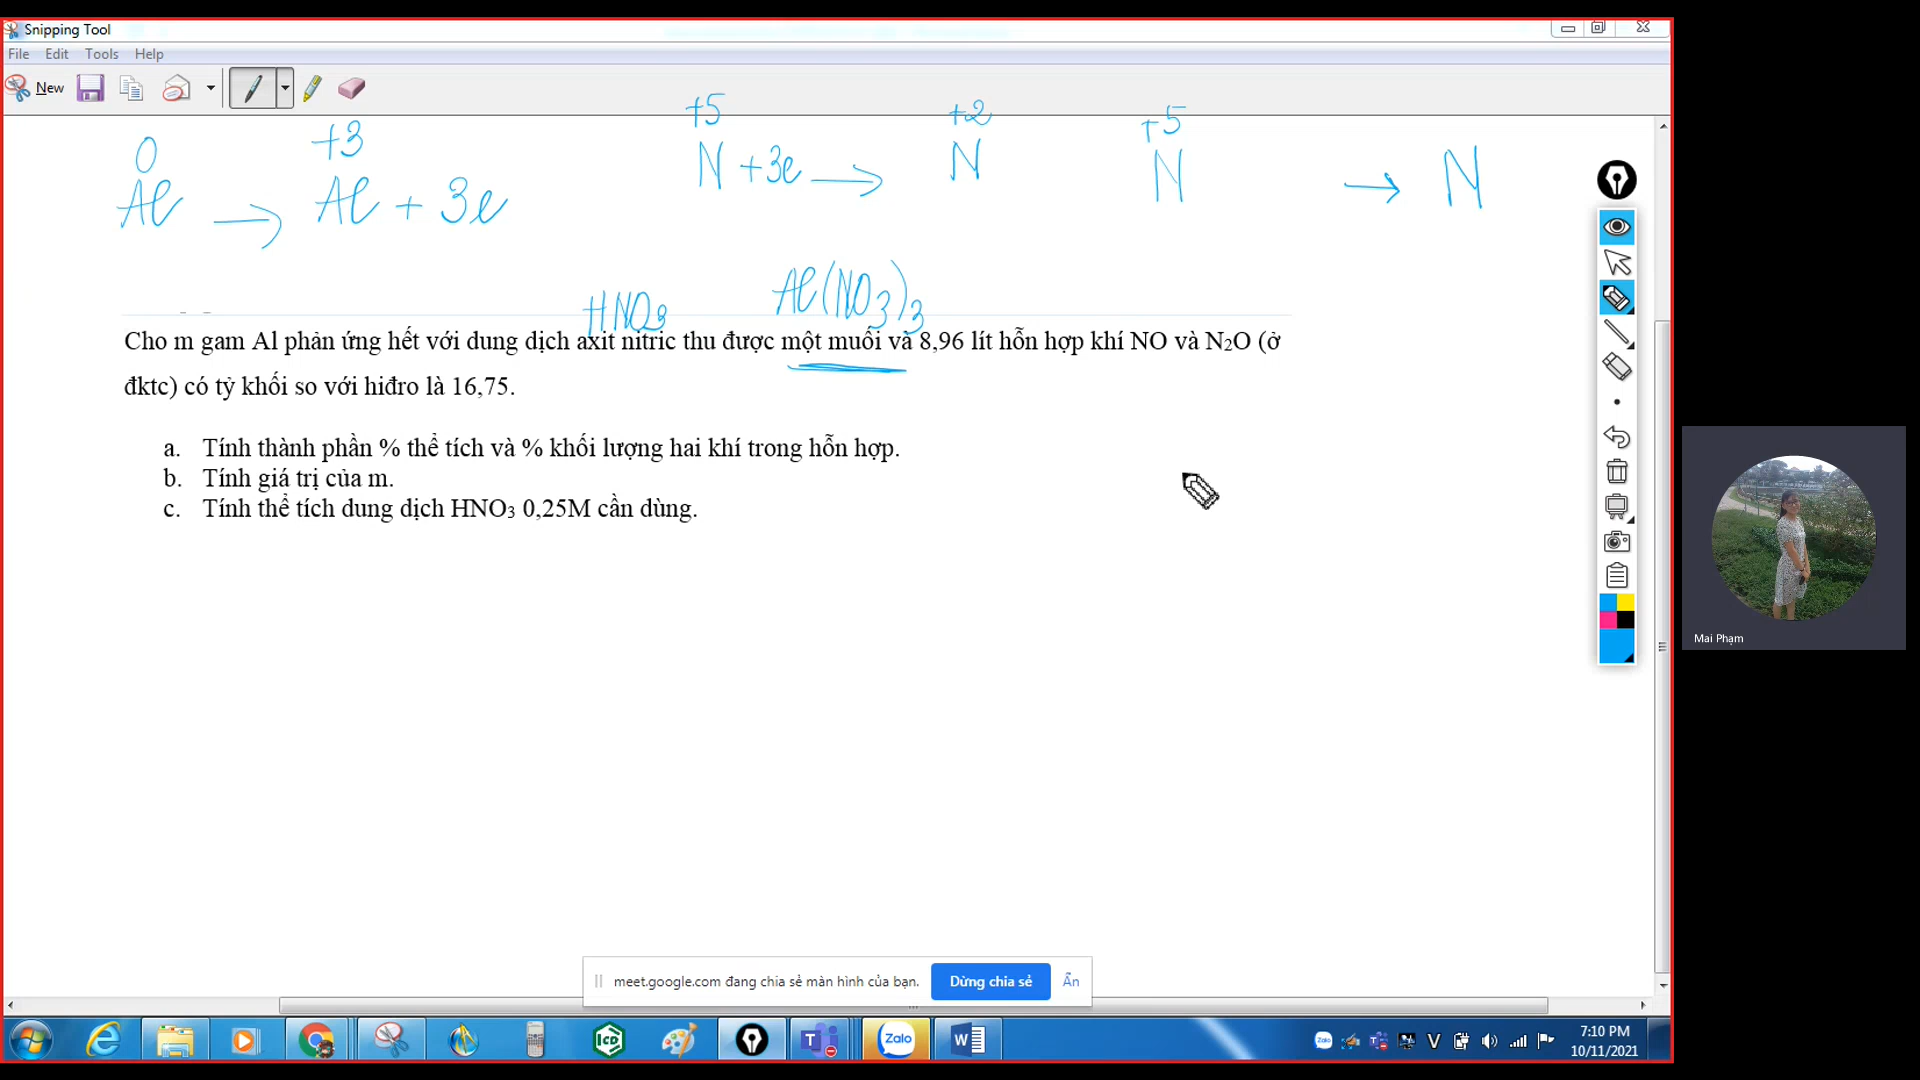 Snipping Tool
File Edit Tools Help
New
0 +3 +5 +2 +5
Al → Al + 3e N +3e → N N → N
HNO3 Al(NO3)3
Cho m gam Al phản ứng hết với dung dịch axit nitric thu được một muối và 8,96 lít hỗn hợp khí NO và N2O (ở
đktc) có tỷ khối so với hiđro là 16,75.
a. Tính thành phần % thể tích và % khối lượng hai khí trong hỗn hợp.
b. Tính giá trị của m.
c. Tính thể tích dung dịch HNO3 0,25M cần dùng.
Mai Phạm
meet.google.com đang chia sẻ màn hình của bạn. Dừng chia sẻ Ẩn
ICD Zalo W
V
7:10 PM
10/11/2021